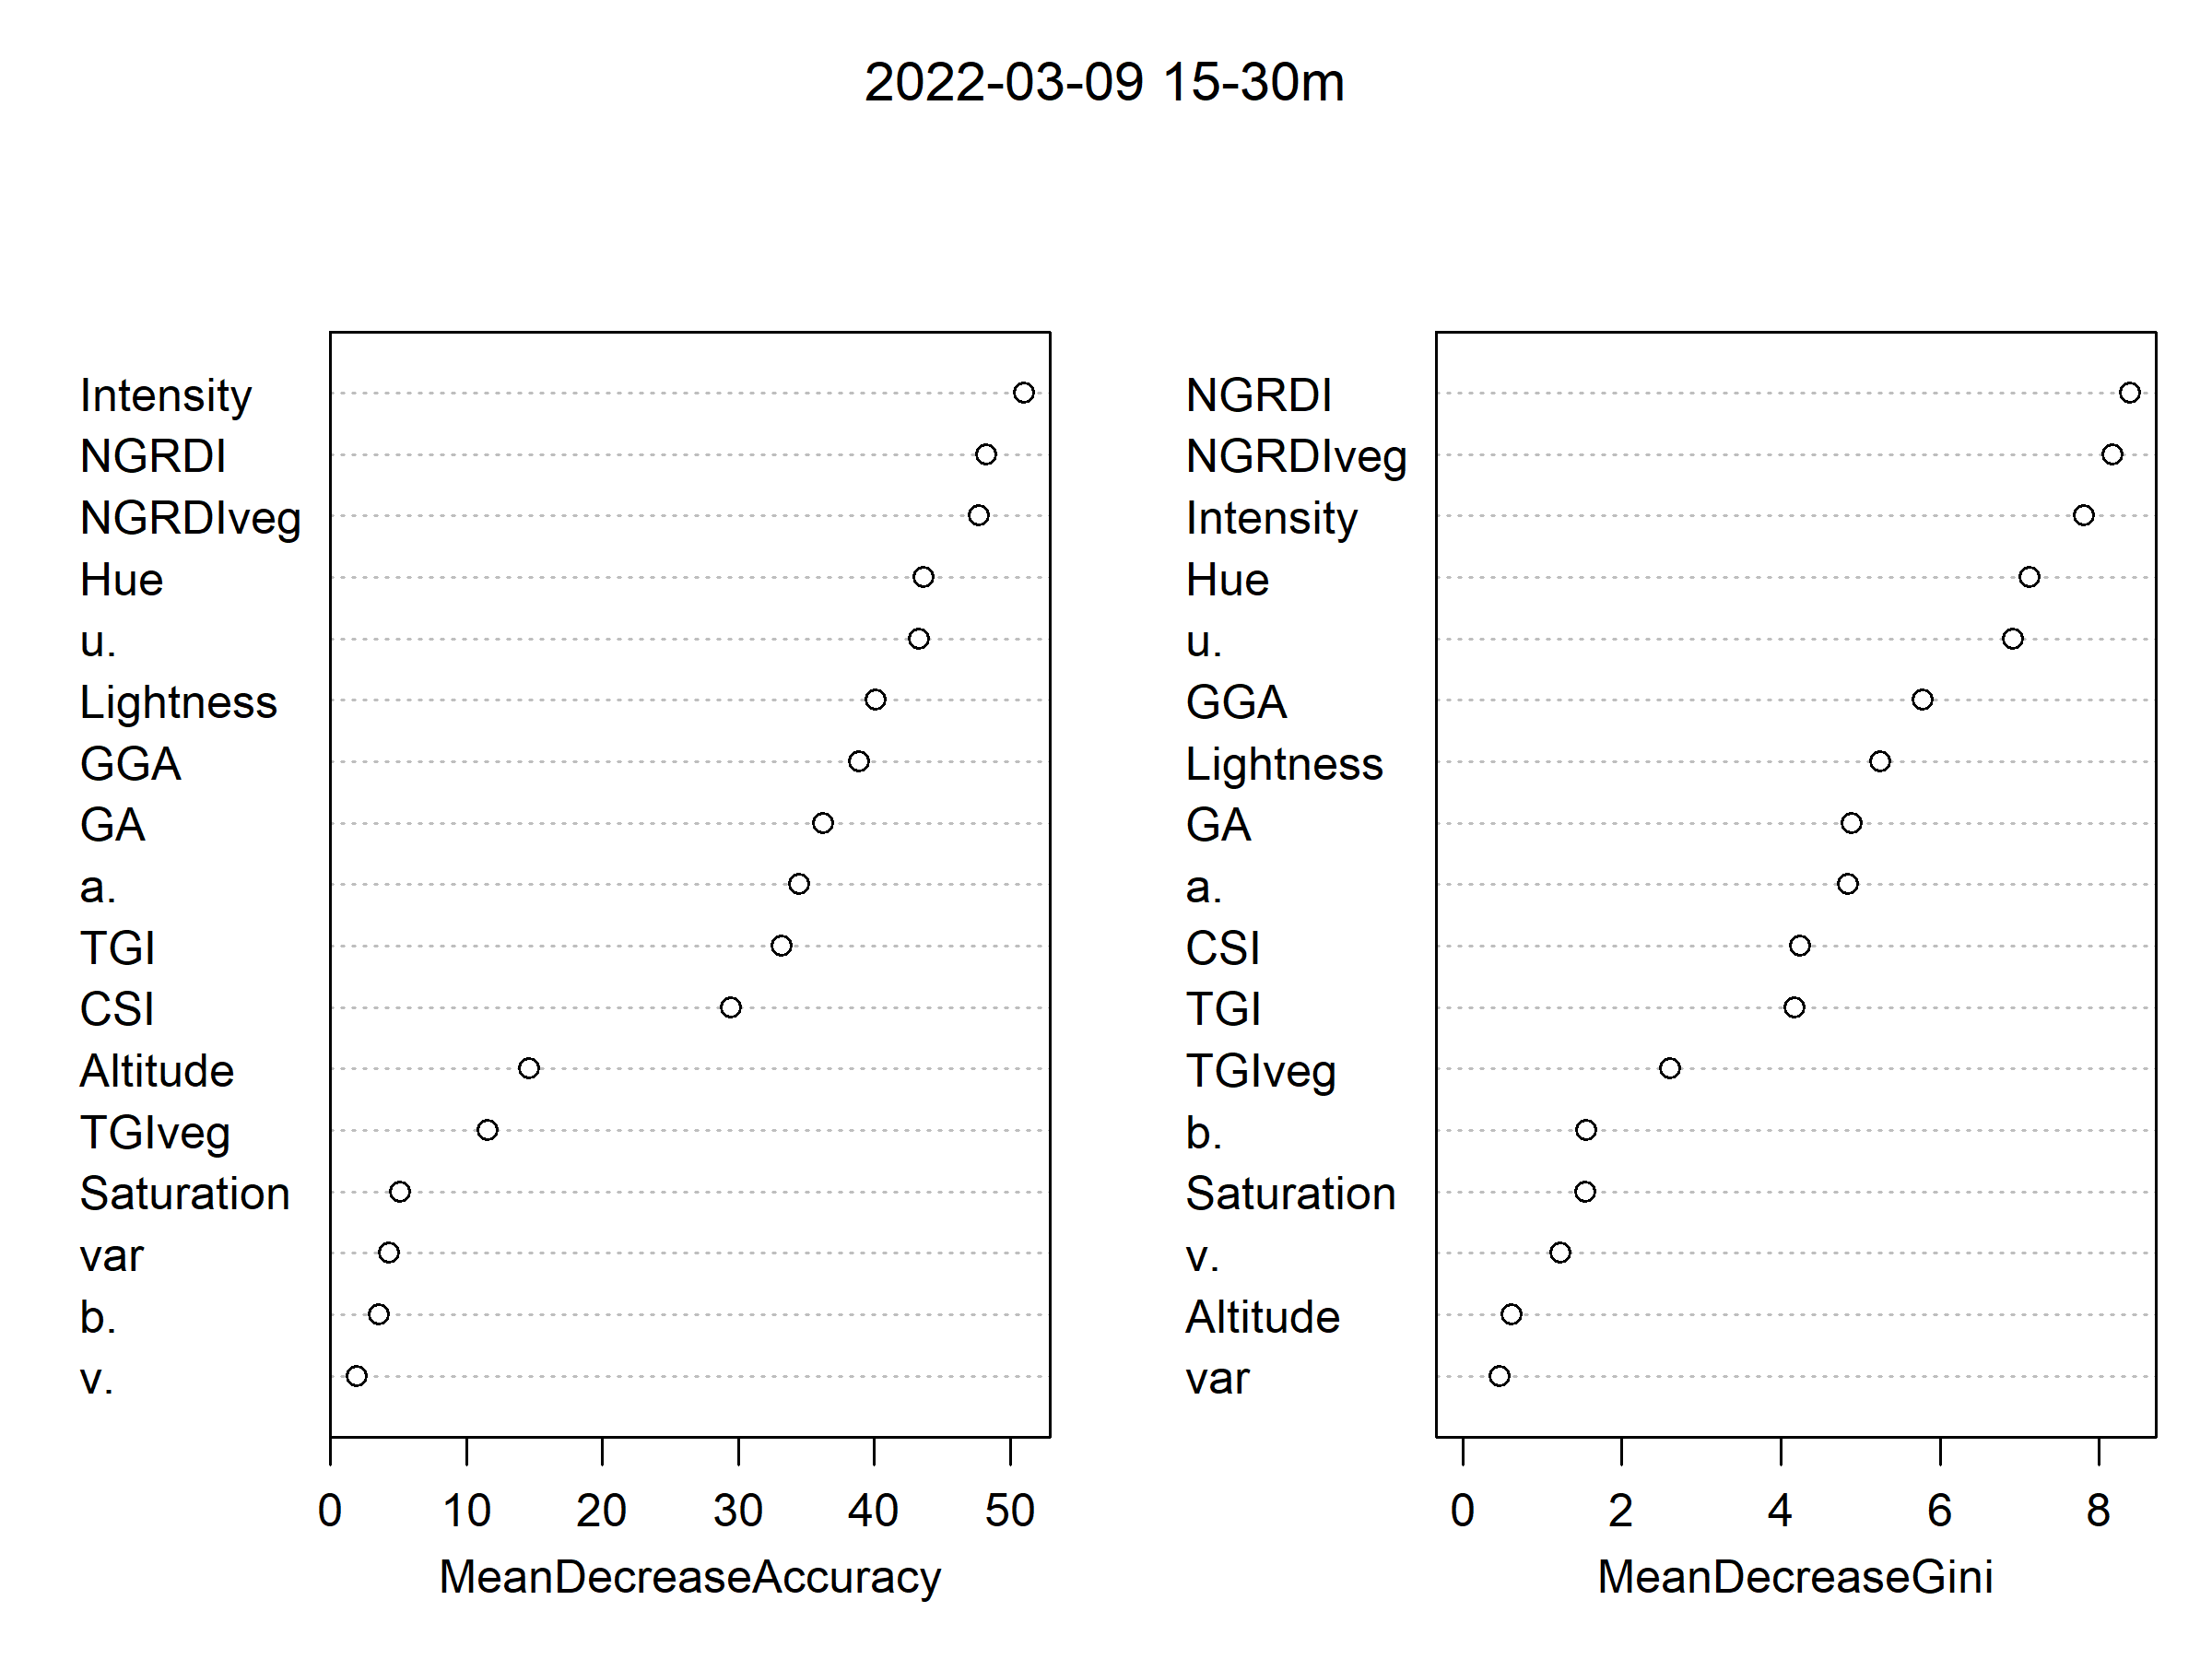 2022-03-09 15-30m
Intensity
NGRDI
NGRDIveg
Hue
u.
Lightness
GGA
GA
a.
TGI
CSI
Altitude
TGIveg
Saturation
var
b.
v.
0 10 20 30 40 50
MeanDecreaseAccuracy
NGRDI
NGRDIveg
Intensity
Hue
u.
GGA
Lightness
GA
a.
CSI
TGI
TGIveg
b.
Saturation
v.
Altitude
var
0 2 4 6 8
MeanDecreaseGini